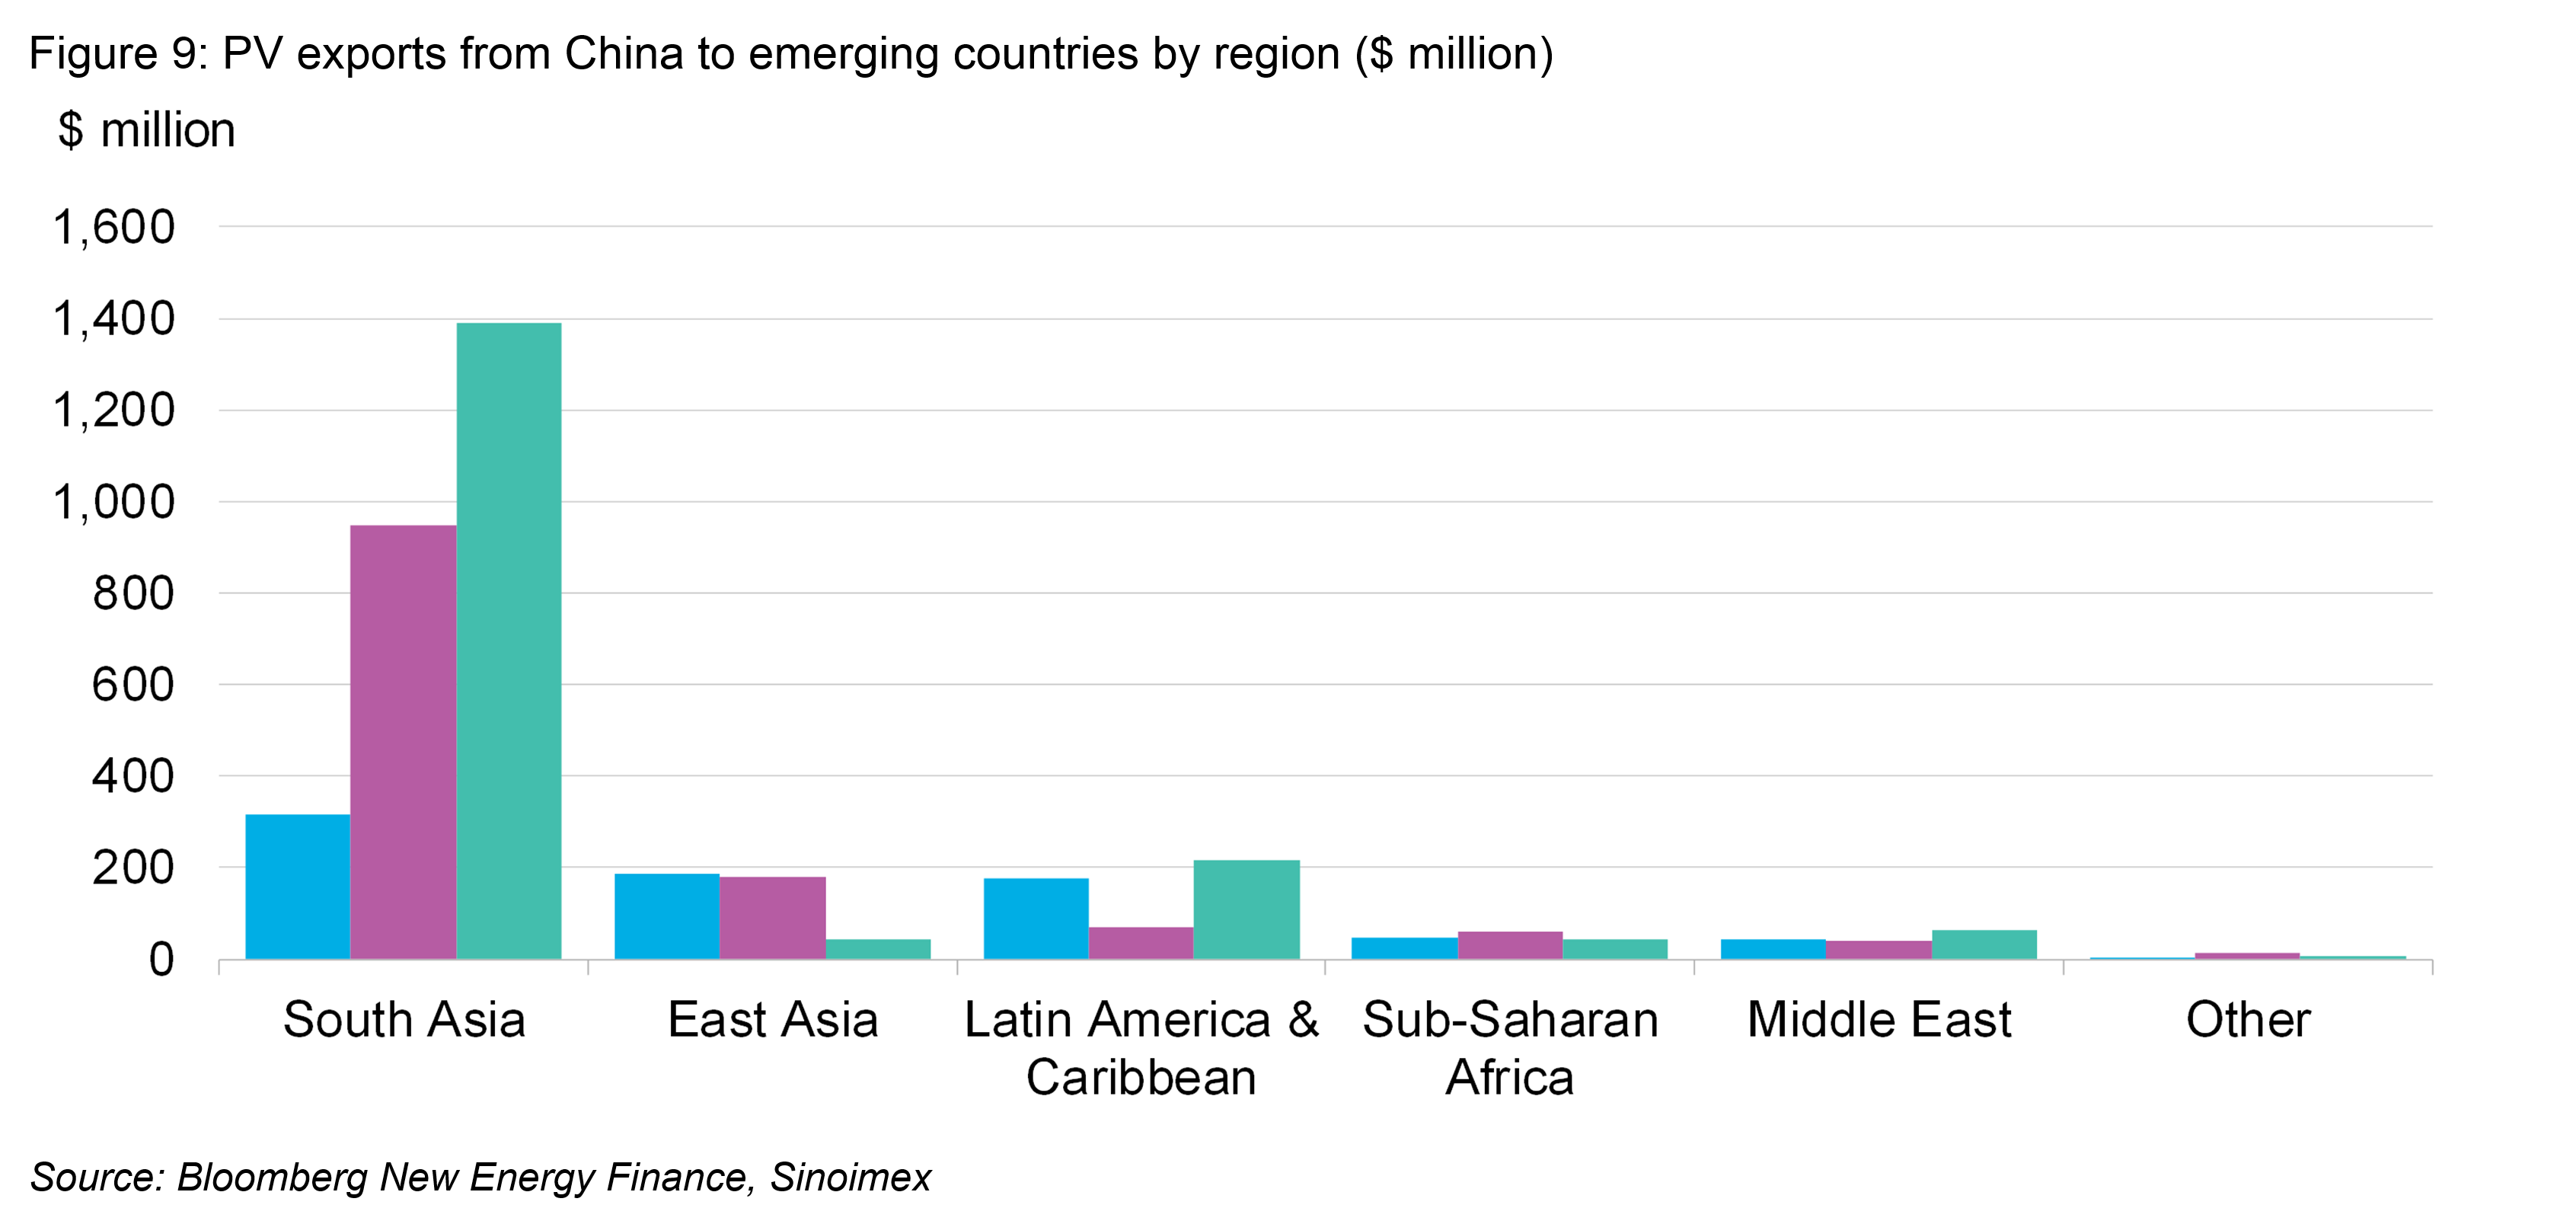 Figure 9: PV exports from China to emerging countries by region ($ million)
$ million
1,600
1,400
1,200
1,000
800
600
400
200
0
South Asia
East Asia
Latin America &
Caribbean
Sub-Saharan
Africa
Middle East
Other
Source: Bloomberg New Energy Finance, Sinoimex